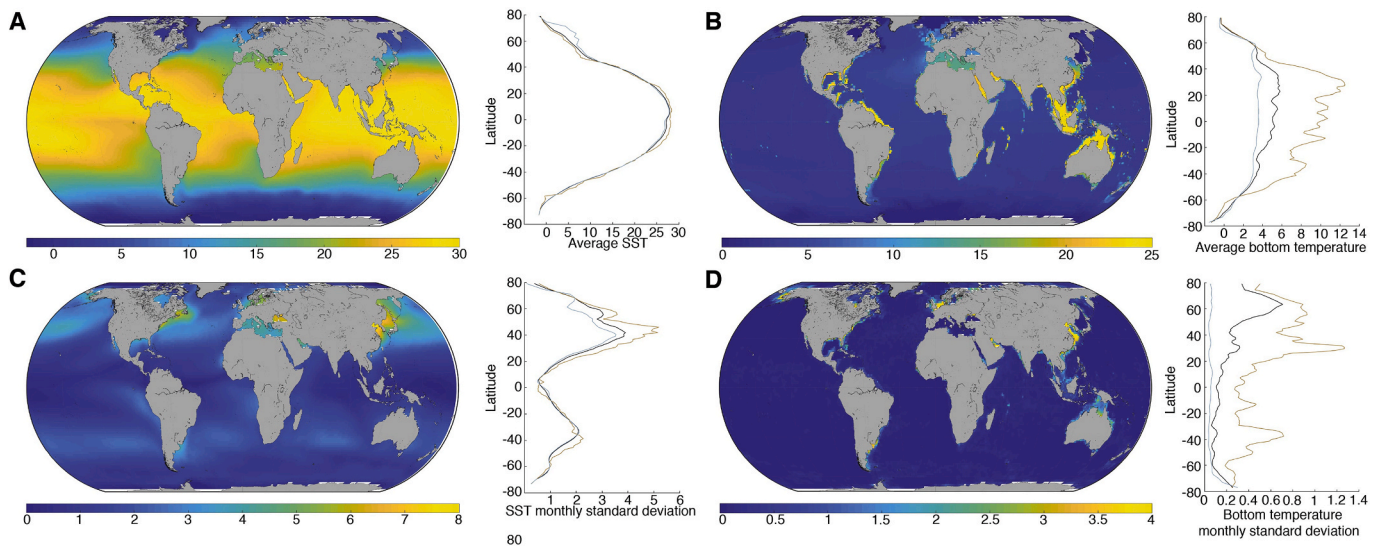 A
80
60
40
20
0
-20
-40
-60
-80
Latitude
0 5 10 15 20 25 30
Average SST
0 5 10 15 20 25 30
B
80
60
40
20
0
-20
-40
-60
-80
Latitude
0 2 4 6 8 10 12 14
Average bottom temperature
0 5 10 15 20 25
C
80
60
40
20
0
-20
-40
-60
-80
Latitude
1 2 3 4 5 6
SST monthly standard deviation
0 1 2 3 4 5 6 7 8
80
D
80
60
40
20
0
-20
-40
-60
-80
Latitude
0 0.2 0.4 0.6 0.8 1 1.2 1.4
Bottom temperature
monthly standard deviation
0 0.5 1 1.5 2 2.5 3 3.5 4